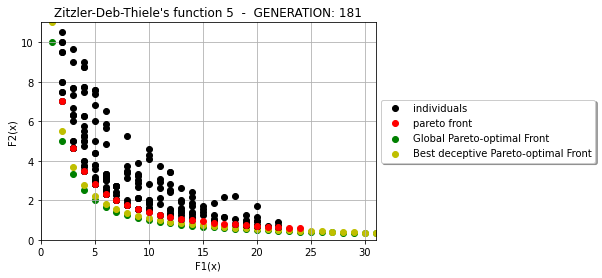 Zitzler-Deb-Thiele's function 5 - GENERATION: 181
10
8
6
4
2
0
F2(x)
0 5 10 15 20 25 30
F1(x)
individuals
pareto front
Global Pareto-optimal Front
Best deceptive Pareto-optimal Front